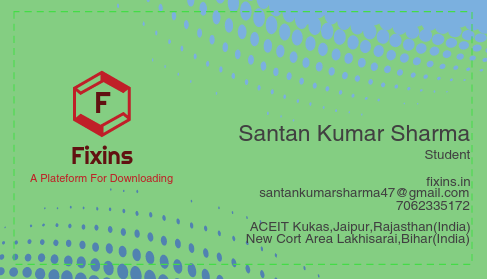 F
Fixins
A Plateform For Downloading
Santan Kumar Sharma
Student
fixins.in
santankumarsharma47@gmail.com
7062335172
ACEIT Kukas,Jaipur,Rajasthan(India)
New Cort Area Lakhisarai,Bihar(India)